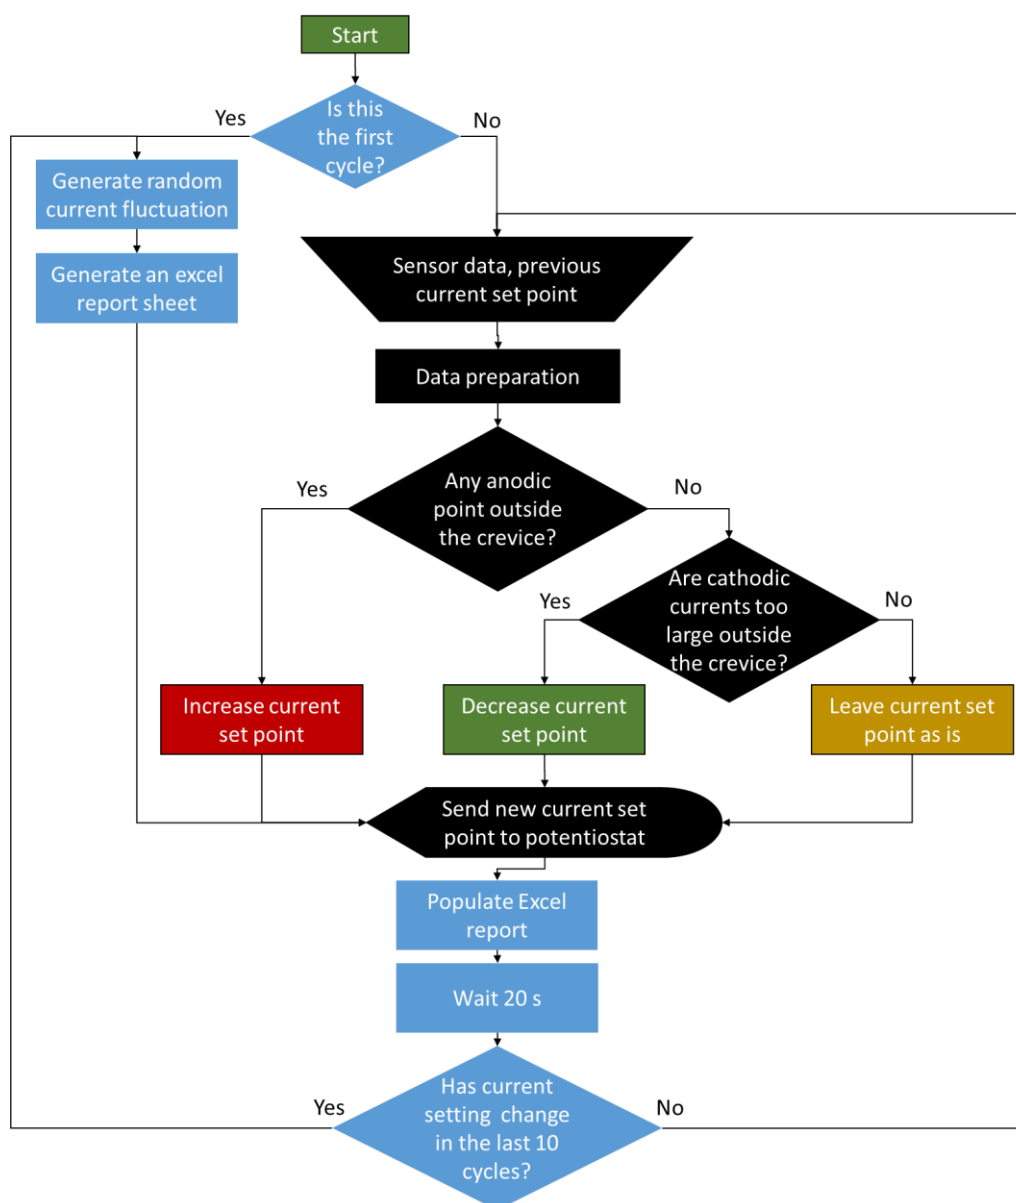 Start
Is this
the first
cycle?
Yes
No
Generate random
current fluctuation
Generate an excel
report sheet
Sensor data, previous
current set point
Data preparation
Any anodic
point outside
the crevice?
Yes
No
Are cathodic
currents too
large outside
the crevice?
Yes
No
Increase current
set point
Decrease current
set point
Leave current set
point as is
Send new current set
point to potentiostat
Populate Excel
report
Wait 20 s
Has current
setting change
in the last 10
cycles?
Yes
No